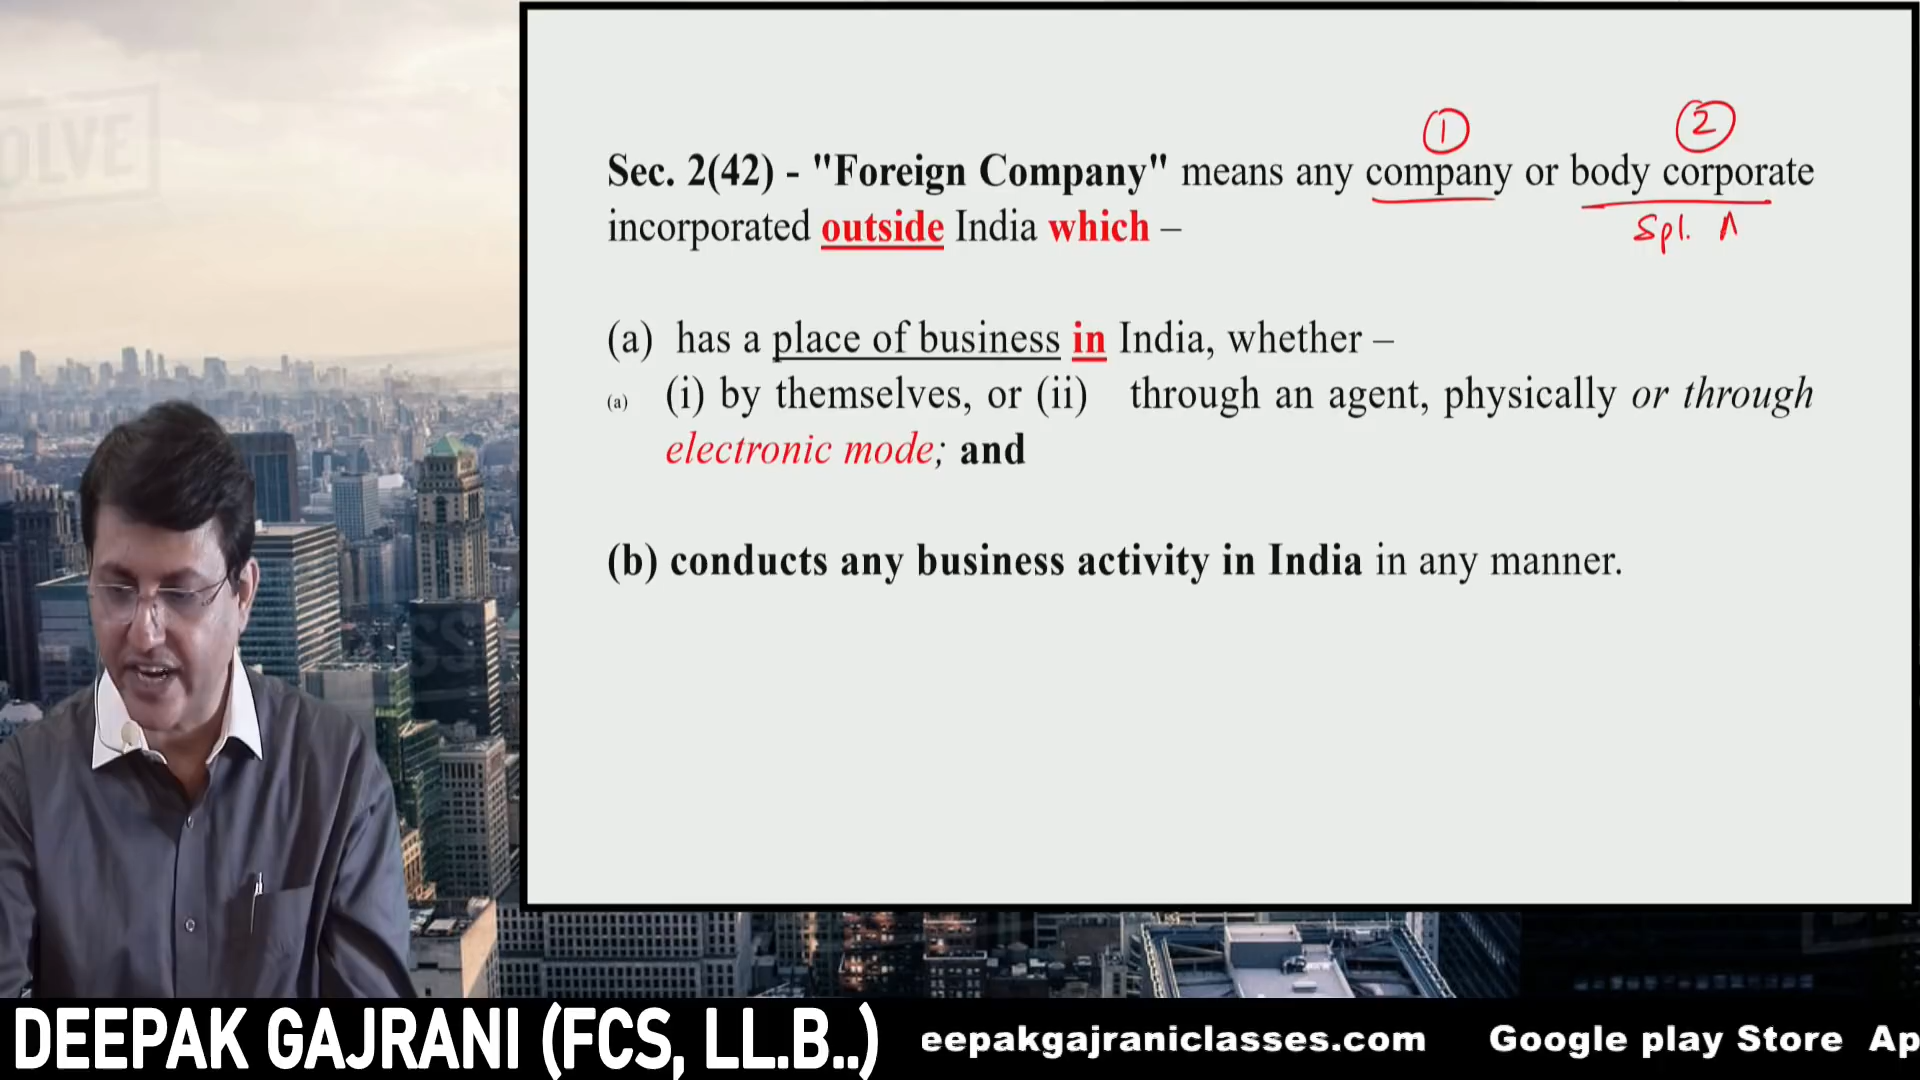 ① ②
Sec. 2(42) - "Foreign Company" means any company or body corporate
incorporated outside India which –
Spl.
(a) has a place of business in India, whether –
(a) (i) by themselves, or (ii) through an agent, physically or through
electronic mode; and
(b) conducts any business activity in India in any manner.
OLVE
DEEPAK GAJRANI (FCS, LL.B..)
eepakgajraniclasses.com Google play Store Ap